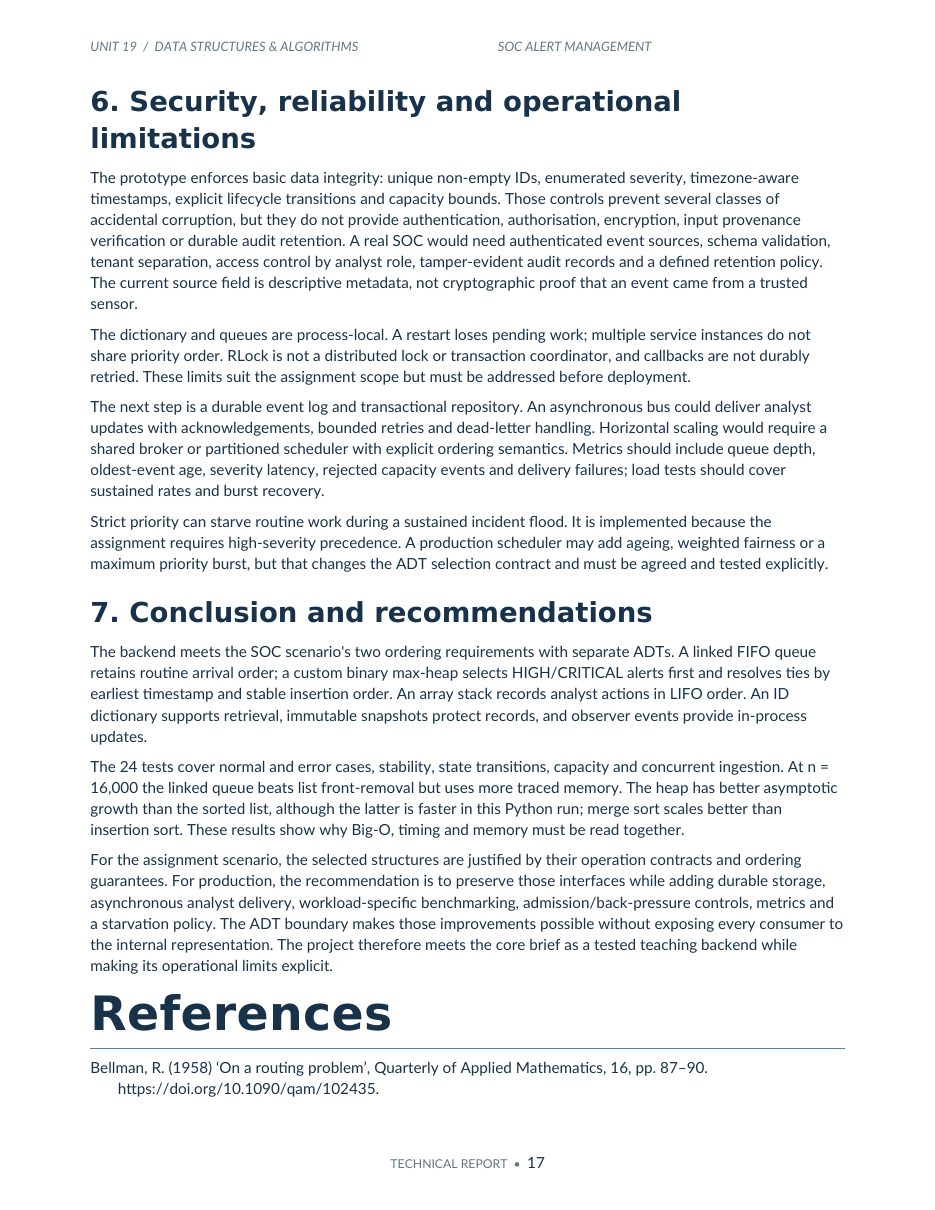 UNIT 19 / DATA STRUCTURES & ALGORITHMS SOC ALERT MANAGEMENT
6. Security, reliability and operational
limitations
The prototype enforces basic data integrity: unique non-empty IDs, enumerated severity, timezone-aware
timestamps, explicit lifecycle transitions and capacity bounds. Those controls prevent several classes of
accidental corruption, but they do not provide authentication, authorisation, encryption, input provenance
verification or durable audit retention. A real SOC would need authenticated event sources, schema validation,
tenant separation, access control by analyst role, tamper-evident audit records and a defined retention policy.
The current source field is descriptive metadata, not cryptographic proof that an event came from a trusted
sensor.
The dictionary and queues are process-local. A restart loses pending work; multiple service instances do not
share priority order. RLock is not a distributed lock or transaction coordinator, and callbacks are not durably
retried. These limits suit the assignment scope but must be addressed before deployment.
The next step is a durable event log and transactional repository. An asynchronous bus could deliver analyst
updates with acknowledgements, bounded retries and dead-letter handling. Horizontal scaling would require a
shared broker or partitioned scheduler with explicit ordering semantics. Metrics should include queue depth,
oldest-event age, severity latency, rejected capacity events and delivery failures; load tests should cover
sustained rates and burst recovery.
Strict priority can starve routine work during a sustained incident flood. It is implemented because the
assignment requires high-severity precedence. A production scheduler may add ageing, weighted fairness or a
maximum priority burst, but that changes the ADT selection contract and must be agreed and tested explicitly.
7. Conclusion and recommendations
The backend meets the SOC scenario's two ordering requirements with separate ADTs. A linked FIFO queue
retains routine arrival order; a custom binary max-heap selects HIGH/CRITICAL alerts first and resolves ties by
earliest timestamp and stable insertion order. An array stack records analyst actions in LIFO order. An ID
dictionary supports retrieval, immutable snapshots protect records, and observer events provide in-process
updates.
The 24 tests cover normal and error cases, stability, state transitions, capacity and concurrent ingestion. At n =
16,000 the linked queue beats list front-removal but uses more traced memory. The heap has better asymptotic
growth than the sorted list, although the latter is faster in this Python run; merge sort scales better than
insertion sort. These results show why Big-O, timing and memory must be read together.
For the assignment scenario, the selected structures are justified by their operation contracts and ordering
guarantees. For production, the recommendation is to preserve those interfaces while adding durable storage,
asynchronous analyst delivery, workload-specific benchmarking, admission/back-pressure controls, metrics and
a starvation policy. The ADT boundary makes those improvements possible without exposing every consumer to
the internal representation. The project therefore meets the core brief as a tested teaching backend while
making its operational limits explicit.
References
Bellman, R. (1958) ‘On a routing problem’, Quarterly of Applied Mathematics, 16, pp. 87–90.
https://doi.org/10.1090/qam/102435.
TECHNICAL REPORT • 17